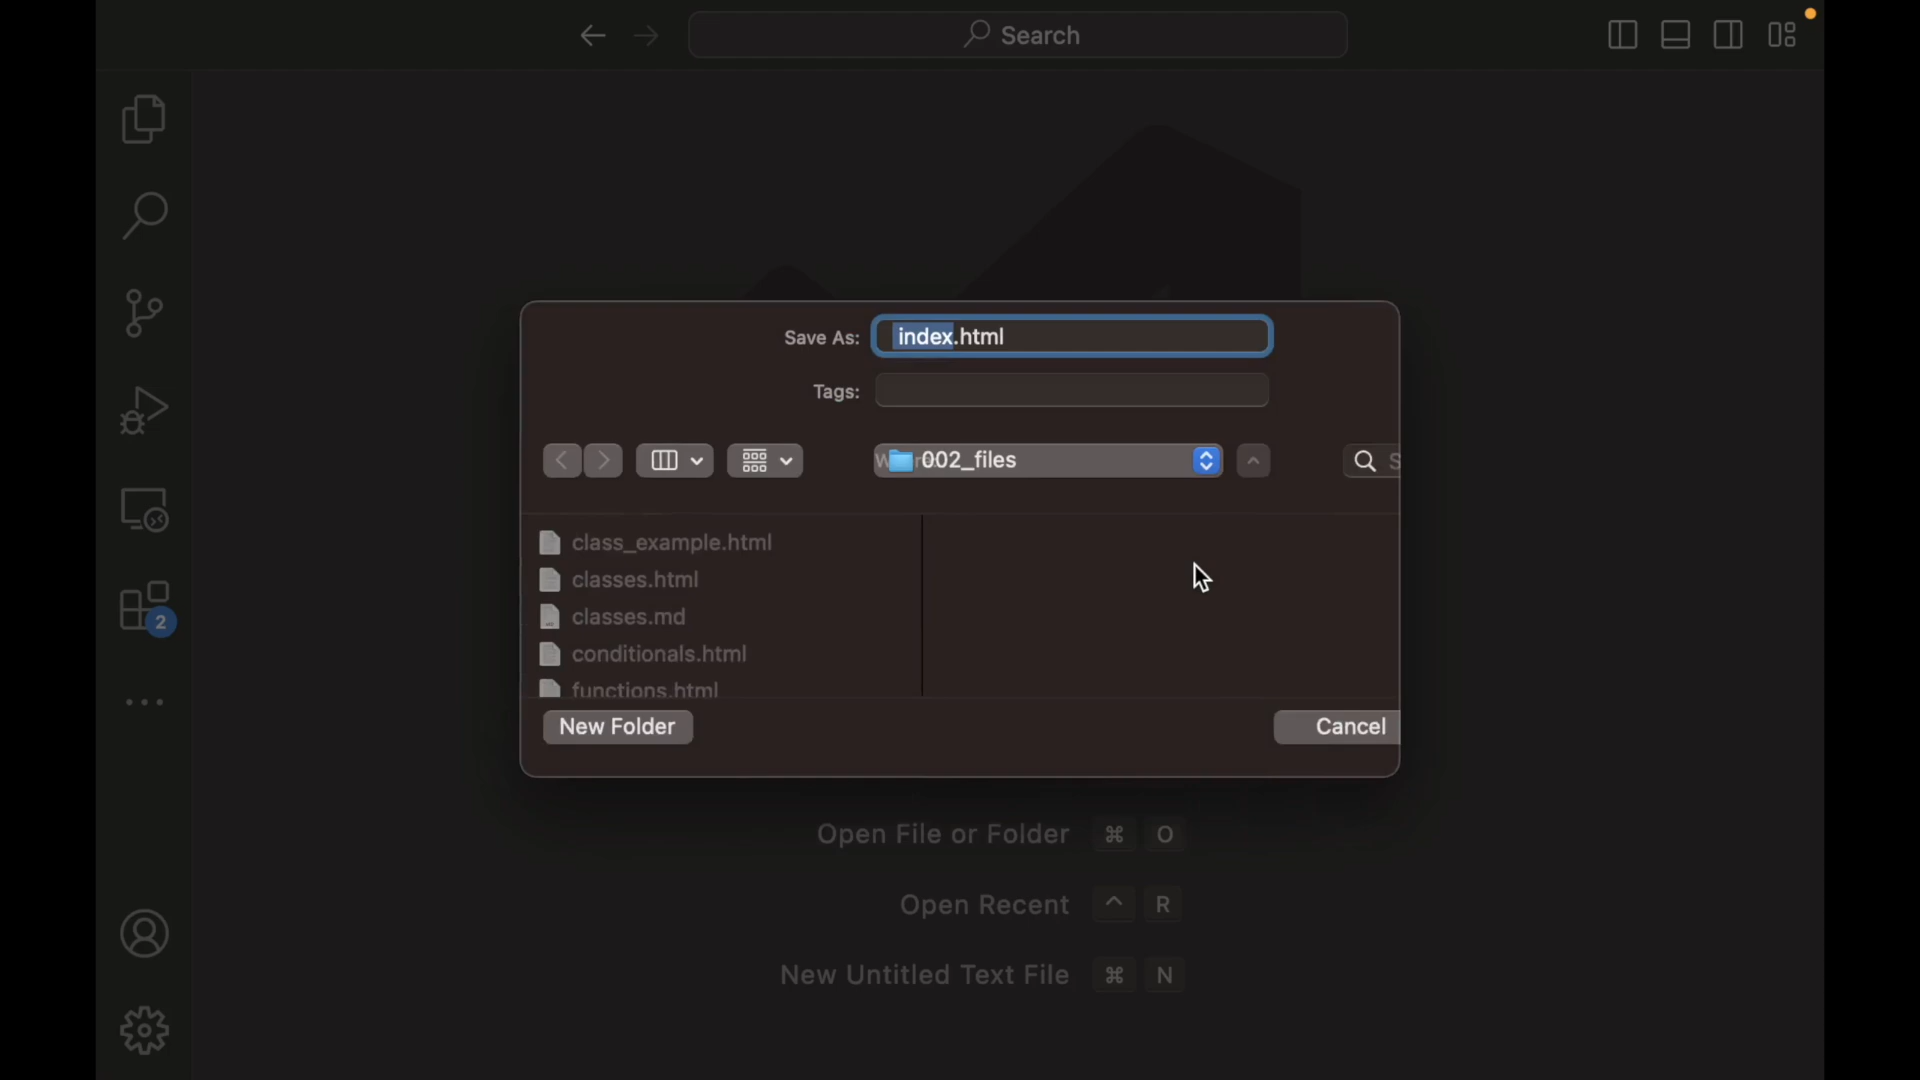 Search
Save As: index.html
Tags:
002_files
S
class_example.html
classes.html
classes.md
conditionals.html
functions.html
New Folder
Cancel
2
Open File or Folder ⌘ O
Open Recent ^ R
New Untitled Text File ⌘ N